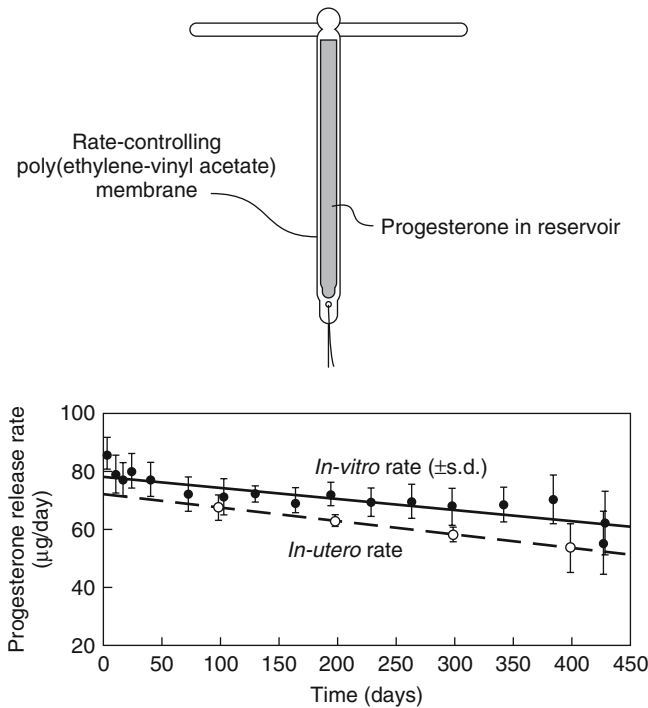 Rate-controlling
poly(ethylene-vinyl acetate)
membrane
Progesterone in reservoir
Progesterone release rate
(μg/day)
100
80
60
40
20
In-vitro rate (±s.d.)
In-utero rate
0
50
100
150
200
250
300
350
400
450
Time (days)